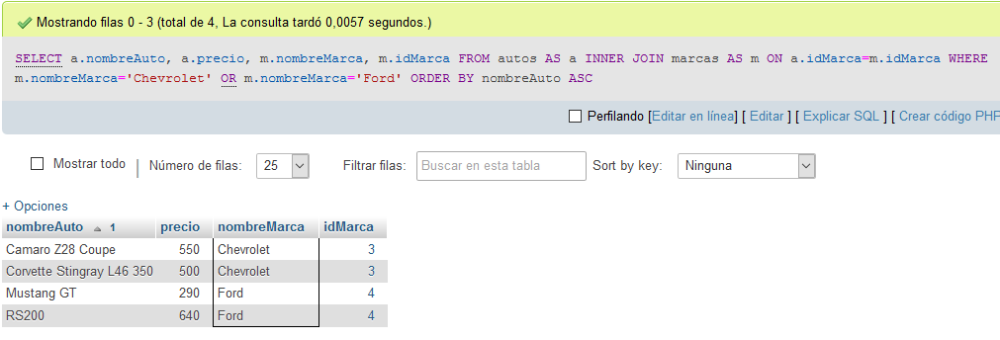 Mostrando filas 0 - 3 (total de 4, La consulta tardó 0,0057 segundos.)
SELECT a.nombreAuto, a.precio, m.nombreMarca, m.idMarca FROM autos AS a INNER JOIN marcas AS m ON a.idMarca=m.idMarca WHERE
m.nombreMarca='Chevrolet' OR m.nombreMarca='Ford' ORDER BY nombreAuto ASC
Perfilando [Editar en línea] [ Editar ] [ Explicar SQL ] [ Crear código PHP
Mostrar todo | Número de filas: 25 Filtrar filas: Buscar en esta tabla Sort by key: Ninguna
+ Opciones
nombreAuto 1 precio nombreMarca idMarca
Camaro Z28 Coupe 550 Chevrolet 3
Corvette Stingray L46 350 500 Chevrolet 3
Mustang GT 290 Ford 4
RS200 640 Ford 4